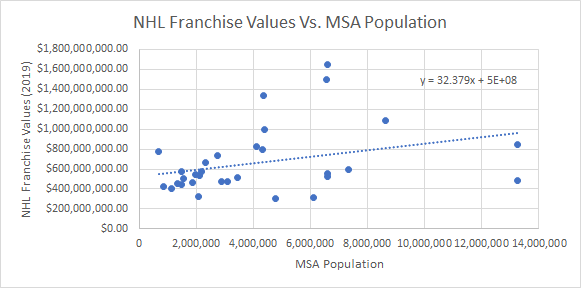 NHL Franchise Values Vs. MSA Population
NHL Franchise Values (2019)
$1,800,000,000.00
$1,600,000,000.00
$1,400,000,000.00
$1,200,000,000.00
$1,000,000,000.00
$800,000,000.00
$600,000,000.00
$400,000,000.00
$200,000,000.00
$0.00
y = 32.379x + 5E+08
0 2,000,000 4,000,000 6,000,000 8,000,000 10,000,000 12,000,000 14,000,000
MSA Population